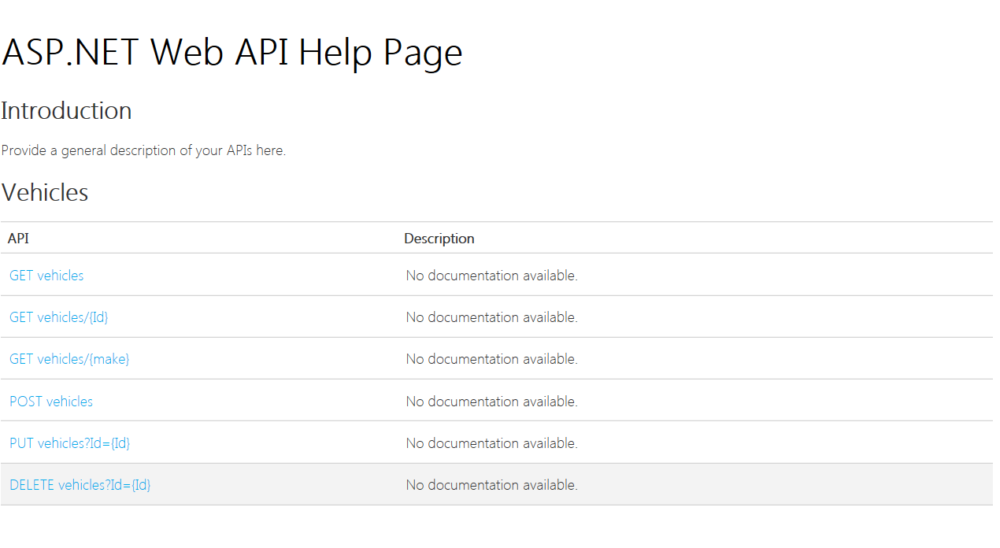 ASP.NET Web API Help Page
Introduction
Provide a general description of your APIs here.
Vehicles
API Description
GET vehicles No documentation available.
GET vehicles/{Id} No documentation available.
GET vehicles/{make} No documentation available.
POST vehicles No documentation available.
PUT vehicles?Id={Id} No documentation available.
DELETE vehicles?Id={Id} No documentation available.